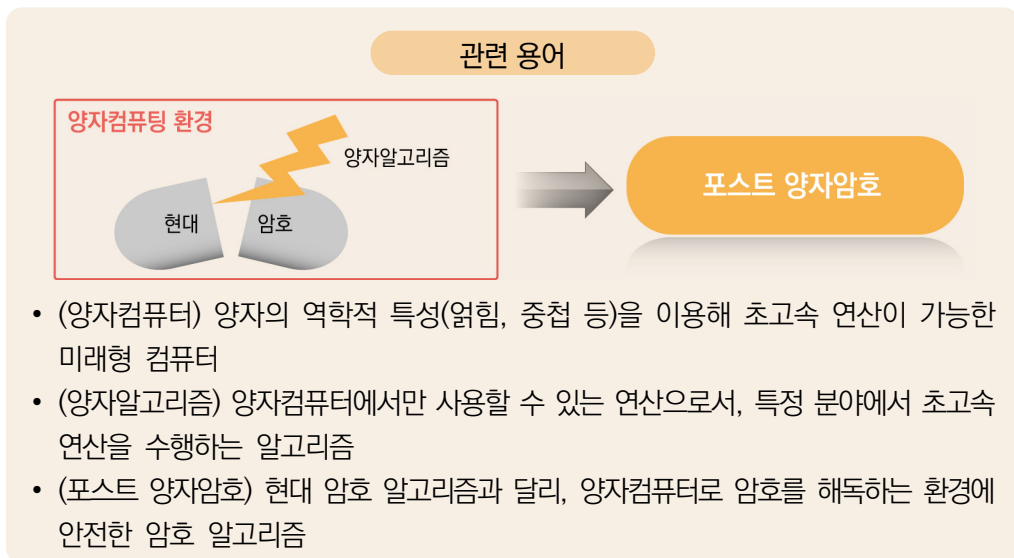 관련 용어
양자컴퓨팅 환경
양자알고리즘
현대 암호
포스트 양자암호
• (양자컴퓨터) 양자의 역학적 특성(얽힘, 중첩 등)을 이용해 초고속 연산이 가능한
미래형 컴퓨터
• (양자알고리즘) 양자컴퓨터에서만 사용할 수 있는 연산으로서, 특정 분야에서 초고속
연산을 수행하는 알고리즘
• (포스트 양자암호) 현대 암호 알고리즘과 달리, 양자컴퓨터로 암호를 해독하는 환경에
안전한 암호 알고리즘